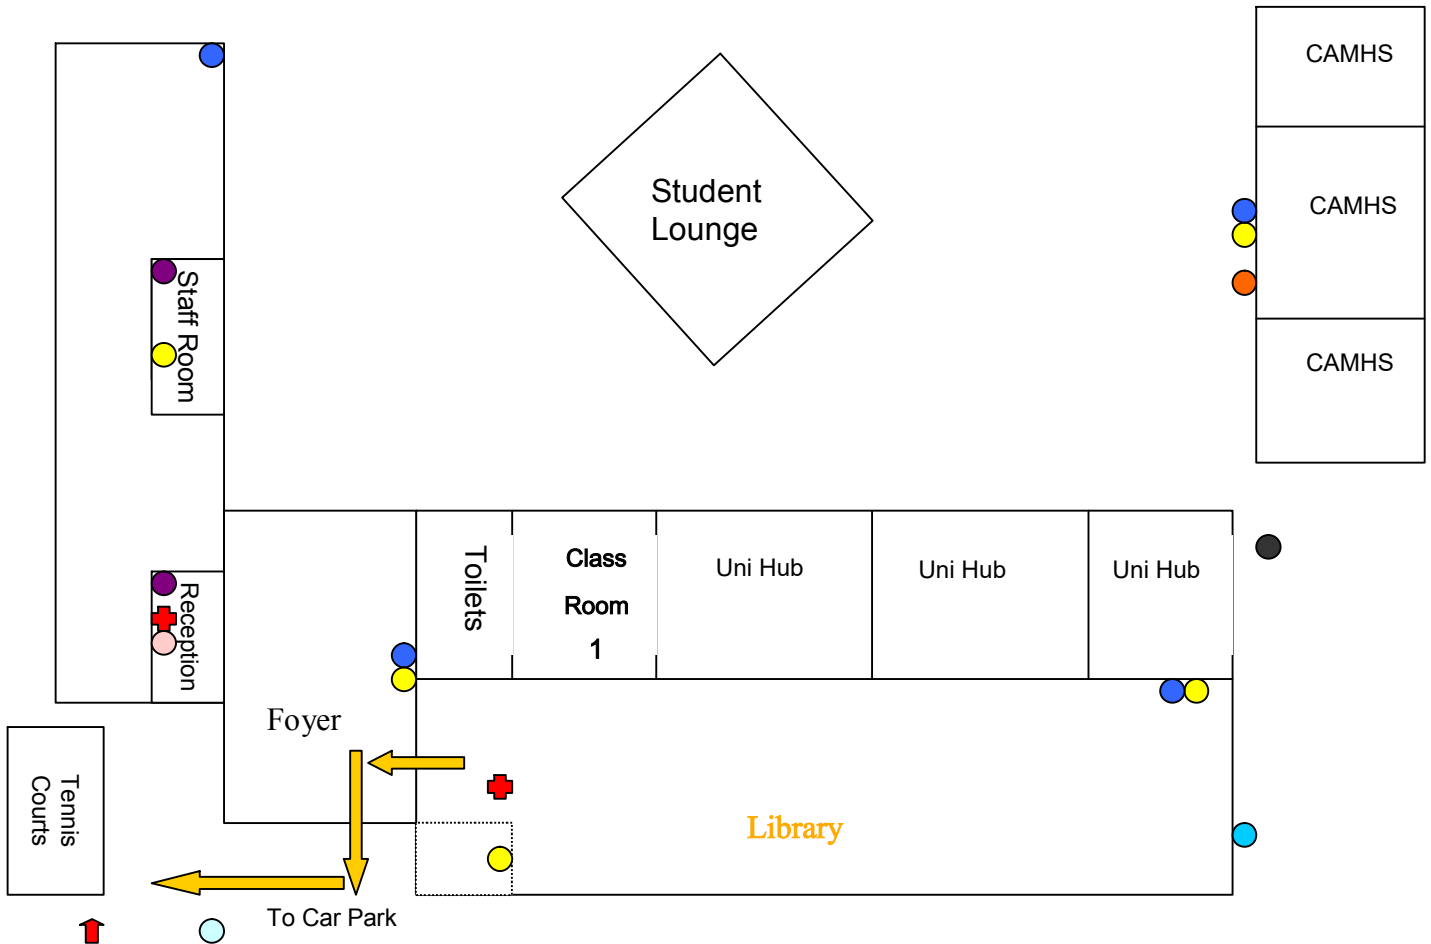 CAMHS
Student
Lounge
CAMHS
Staff Room
CAMHS
Toilets
Class
Room
1
Uni Hub
Uni Hub
Uni Hub
Reception
Foyer
Tennis
Courts
Library
To Car Park